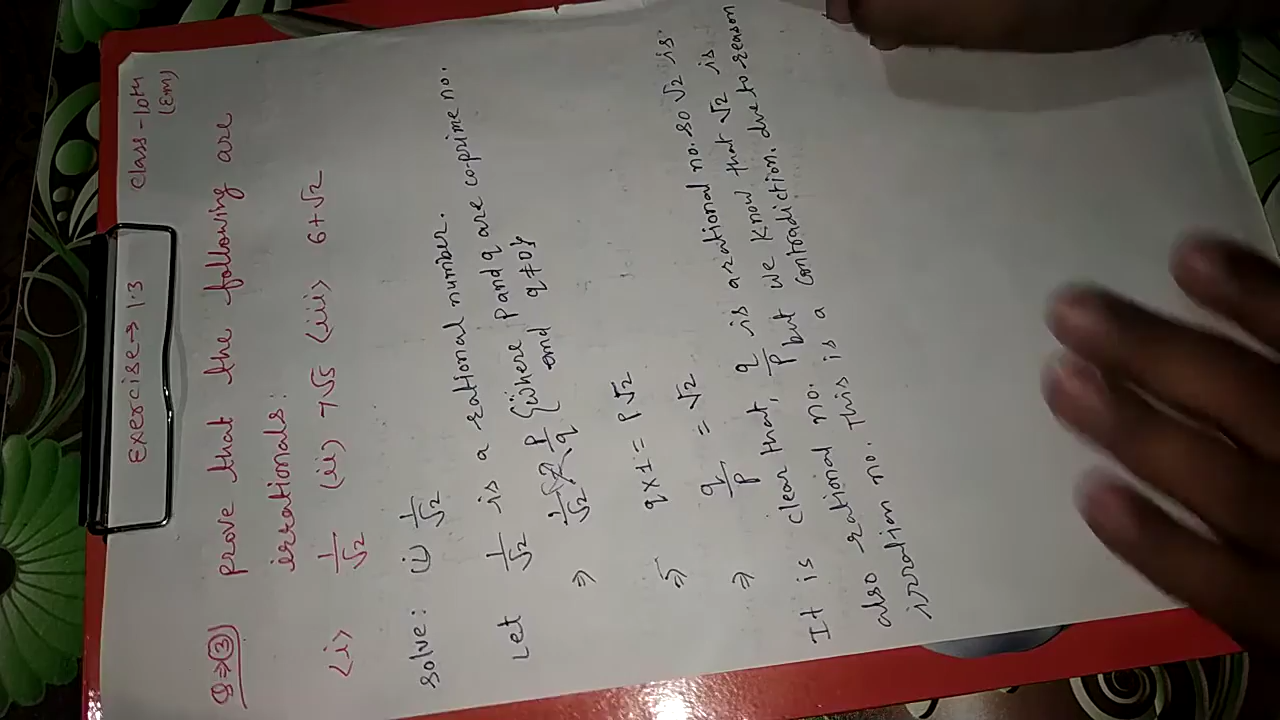 Exercise → 1.3
Class-10th
(EM)
Q⇒③ prove that the following are
irrationals:
(i) 1/√2 (ii) 7√5 (iii) 6+√2
Solve: (i) 1/√2
Let 1/√2 is a rational number.
⇒ 1/√2 = p/q {where p and q are co-prime no.
and q≠0}
⇒ q×1 = p√2
⇒ q/p = √2
It is clear that, q/p is a rational no. so √2 is
also rational no. but we know that √2 is
irration no. This is a contradiction. due to reason